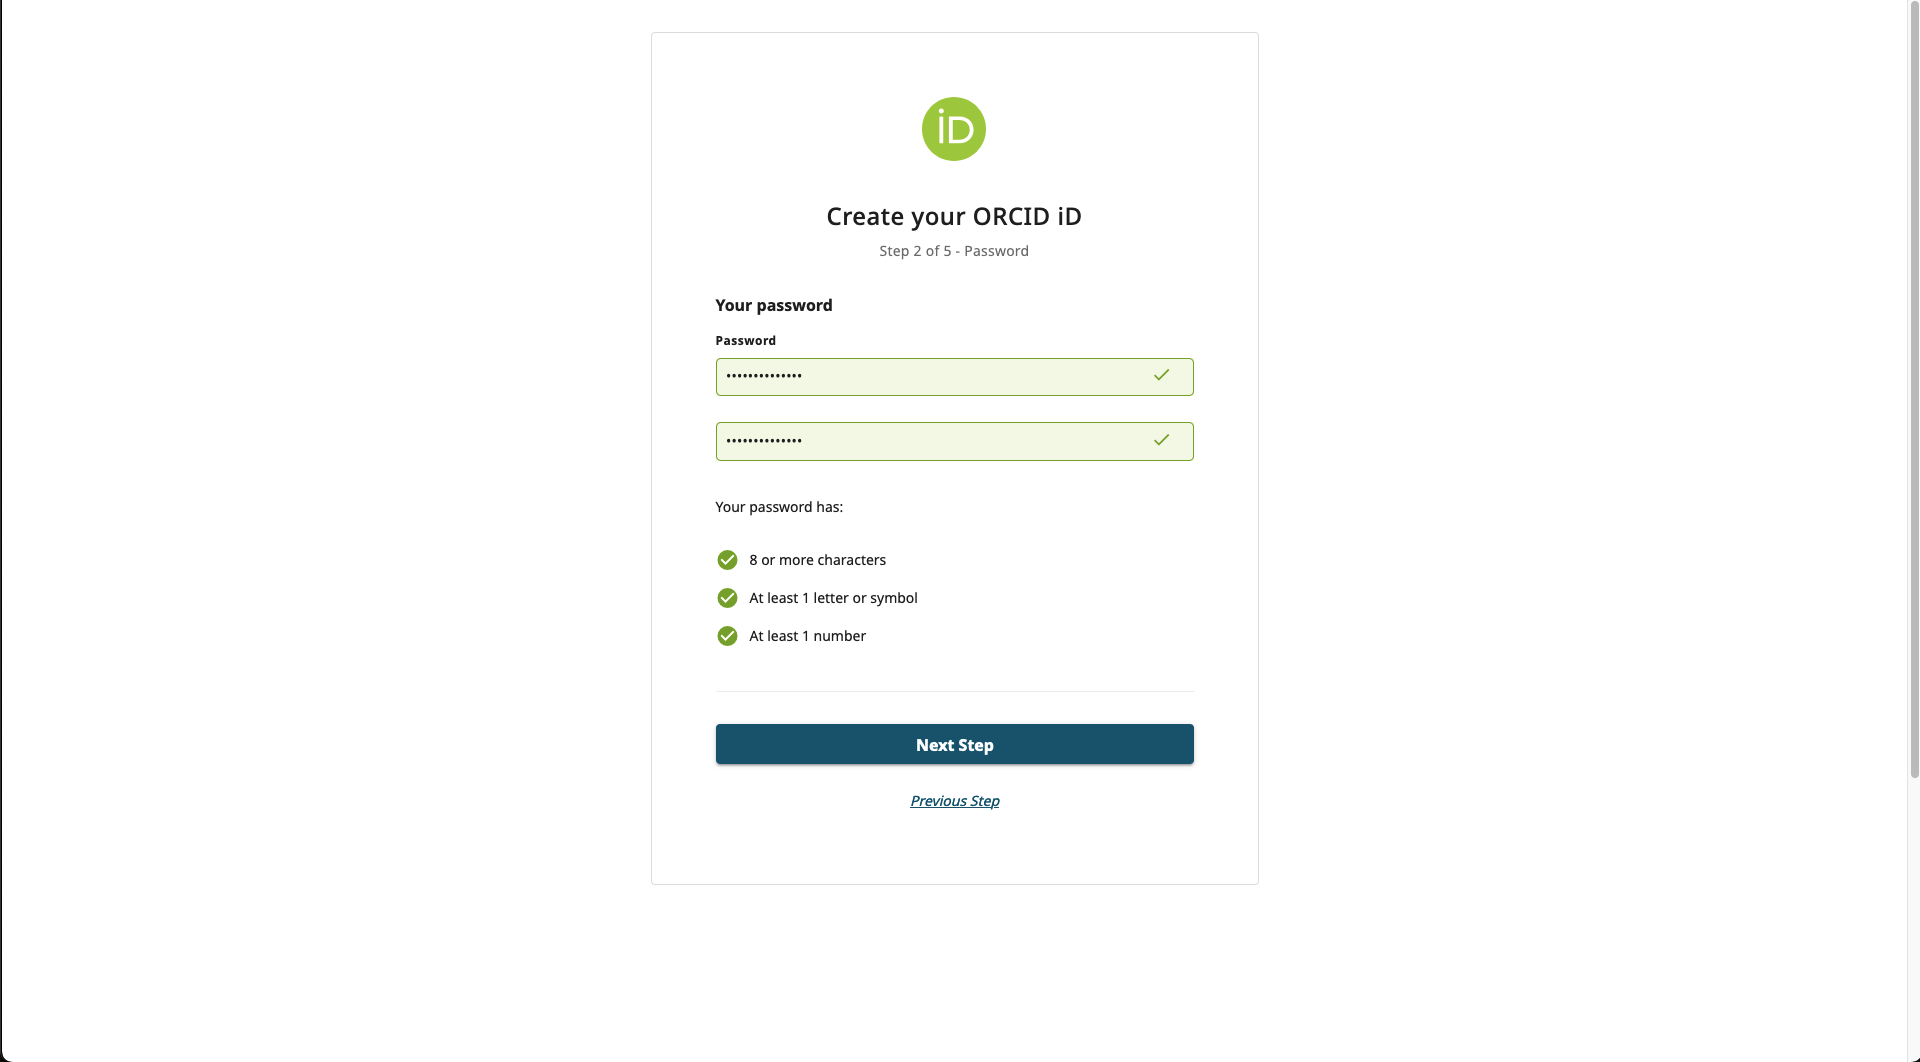 iD
Create your ORCID iD
Step 2 of 5 - Password
Your password
Password
••••••••••••••
••••••••••••••
Your password has:
8 or more characters
At least 1 letter or symbol
At least 1 number
Next Step
Previous Step